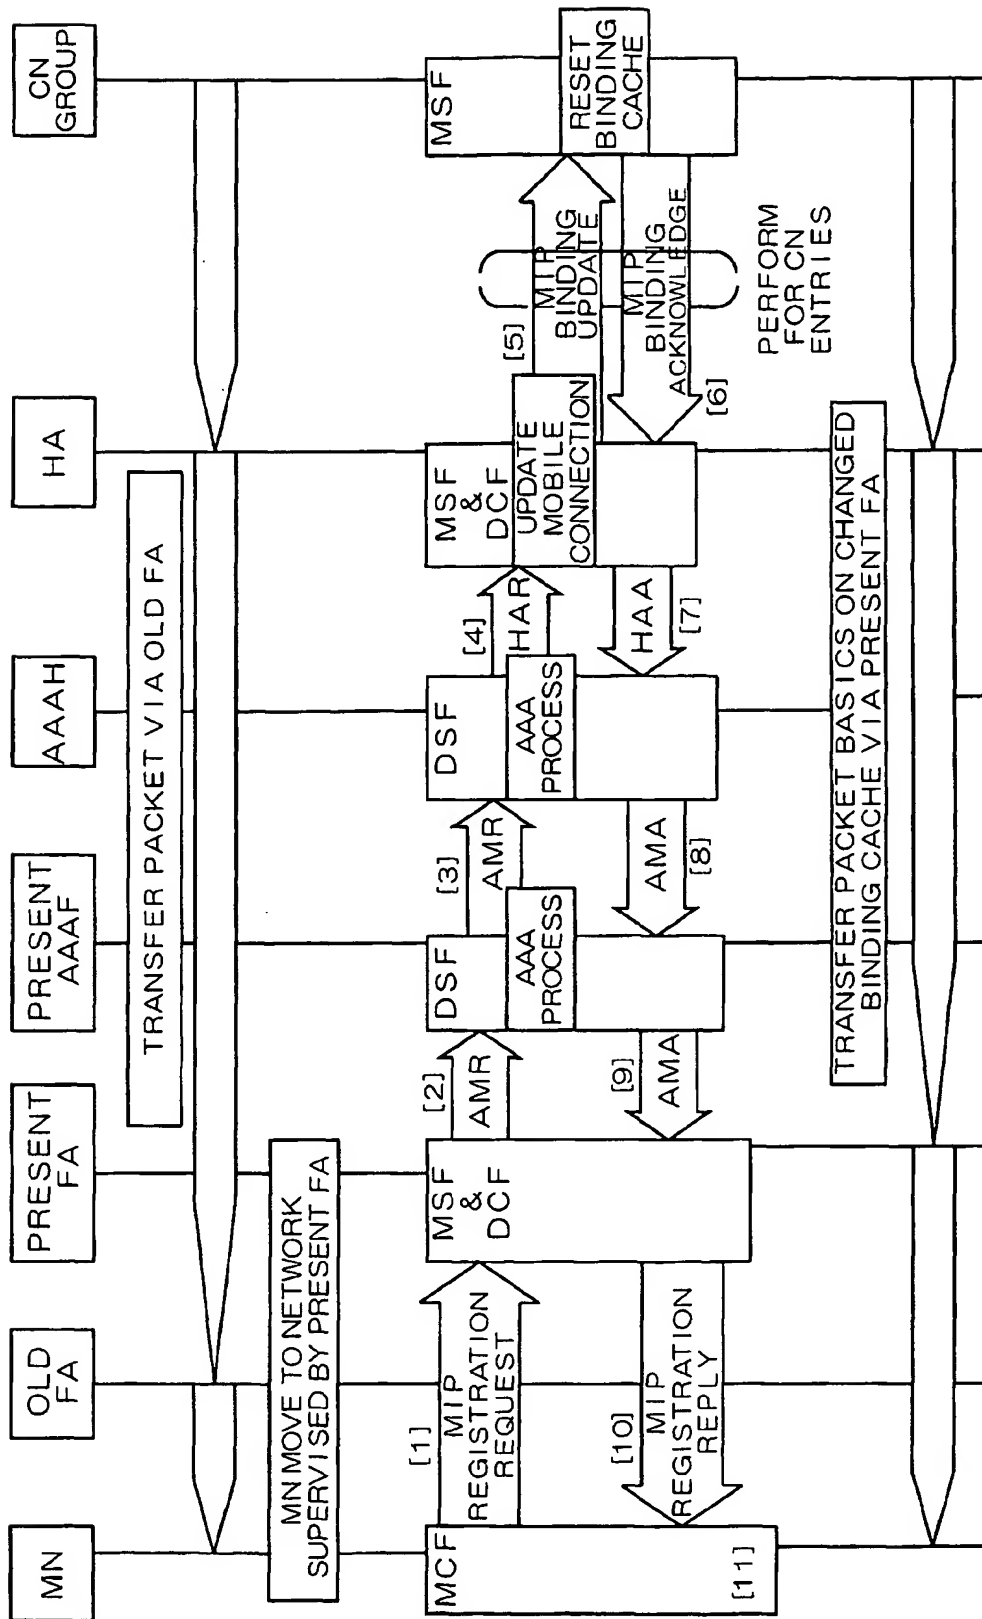 MN
OLD
FA
PRESENT
FA
PRESENT
AAAF
AAAH
HA
CN
GROUP
TRANSFER PACKET VIA OLD FA
MN MOVE TO NETWORK
SUPERVISED BY PRESENT FA
MCF
[1]
MIP
REGISTRATION
REQUEST
MSF
&
DCF
[2]
AMR
DSF
AAA
PROCESS
[3]
AMR
DSF
AAA
PROCESS
[4]
HAR
MSF
&
DCF
UPDATE
MOBILE
CONNECTION
[5]
MIP
BINDING
UPDATE
MSF
RESET
BINDING
CACHE
MIP
BINDING
ACKNOWLEDGE
[6]
PERFORM
FOR CN
ENTRIES
HAA
[7]
AMA
[8]
[9]
AMA
[10]
MIP
REGISTRATION
REPLY
[11]
TRANSFER PACKET BASICS ON CHANGED
BINDING CACHE VIA PRESENT FA